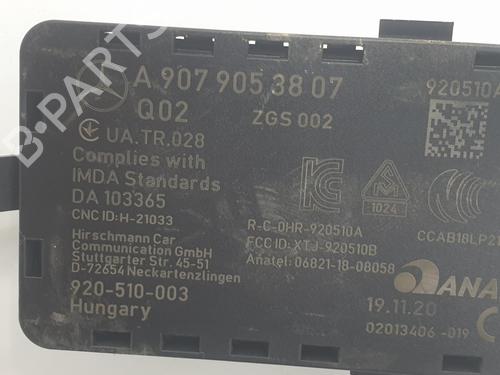 B-PARTS
A 907 905 38 07
920510A
Q02
ZGS 002
UA.TR.028
Complies with
IMDA Standards
DA 103365
CNC ID:H-21033
1024
Hirschmann Car
Communication GmbH
Stuttgarter Str. 45-51
D-72654 Neckartenzlingen
R-C-0HR-920510A
FCC ID: XTJ-920510B
Anatel: 06821-18-08058
920-510-003
Hungary
19.11.20
02013406 -019